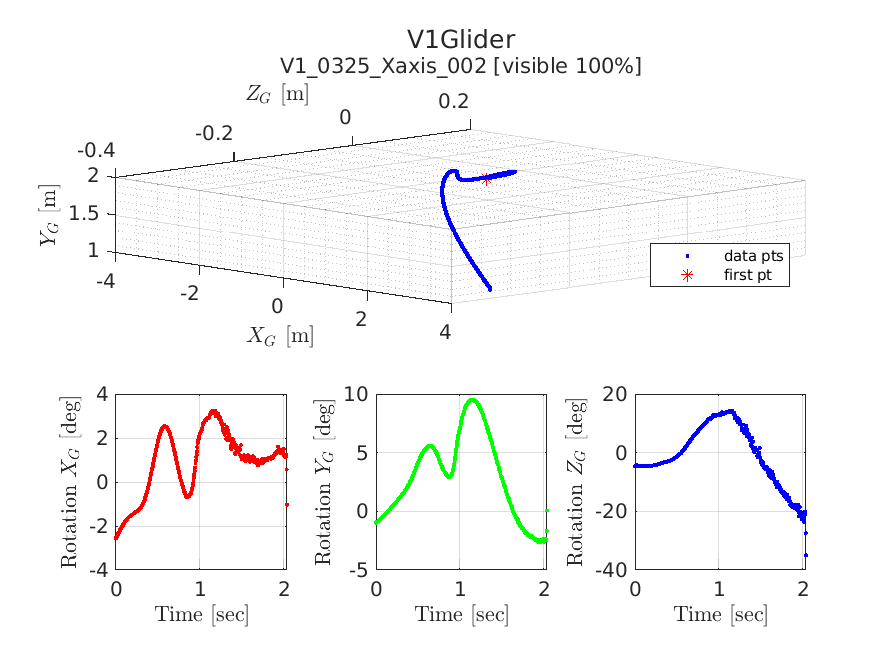 V1Glider
V1_0325_Xaxis_002 [visible 100%]
Z_G [m]
-0.4 -0.2 0 0.2
Y_G [m]
2
1.5
1
-4 -2 0 2 4
X_G [m]
data pts
first pt
Rotation X_G [deg]
4
2
0
-2
-4
0 1 2
Time [sec]
Rotation Y_G [deg]
10
5
0
-5
0 1 2
Time [sec]
Rotation Z_G [deg]
20
0
-20
-40
0 1 2
Time [sec]